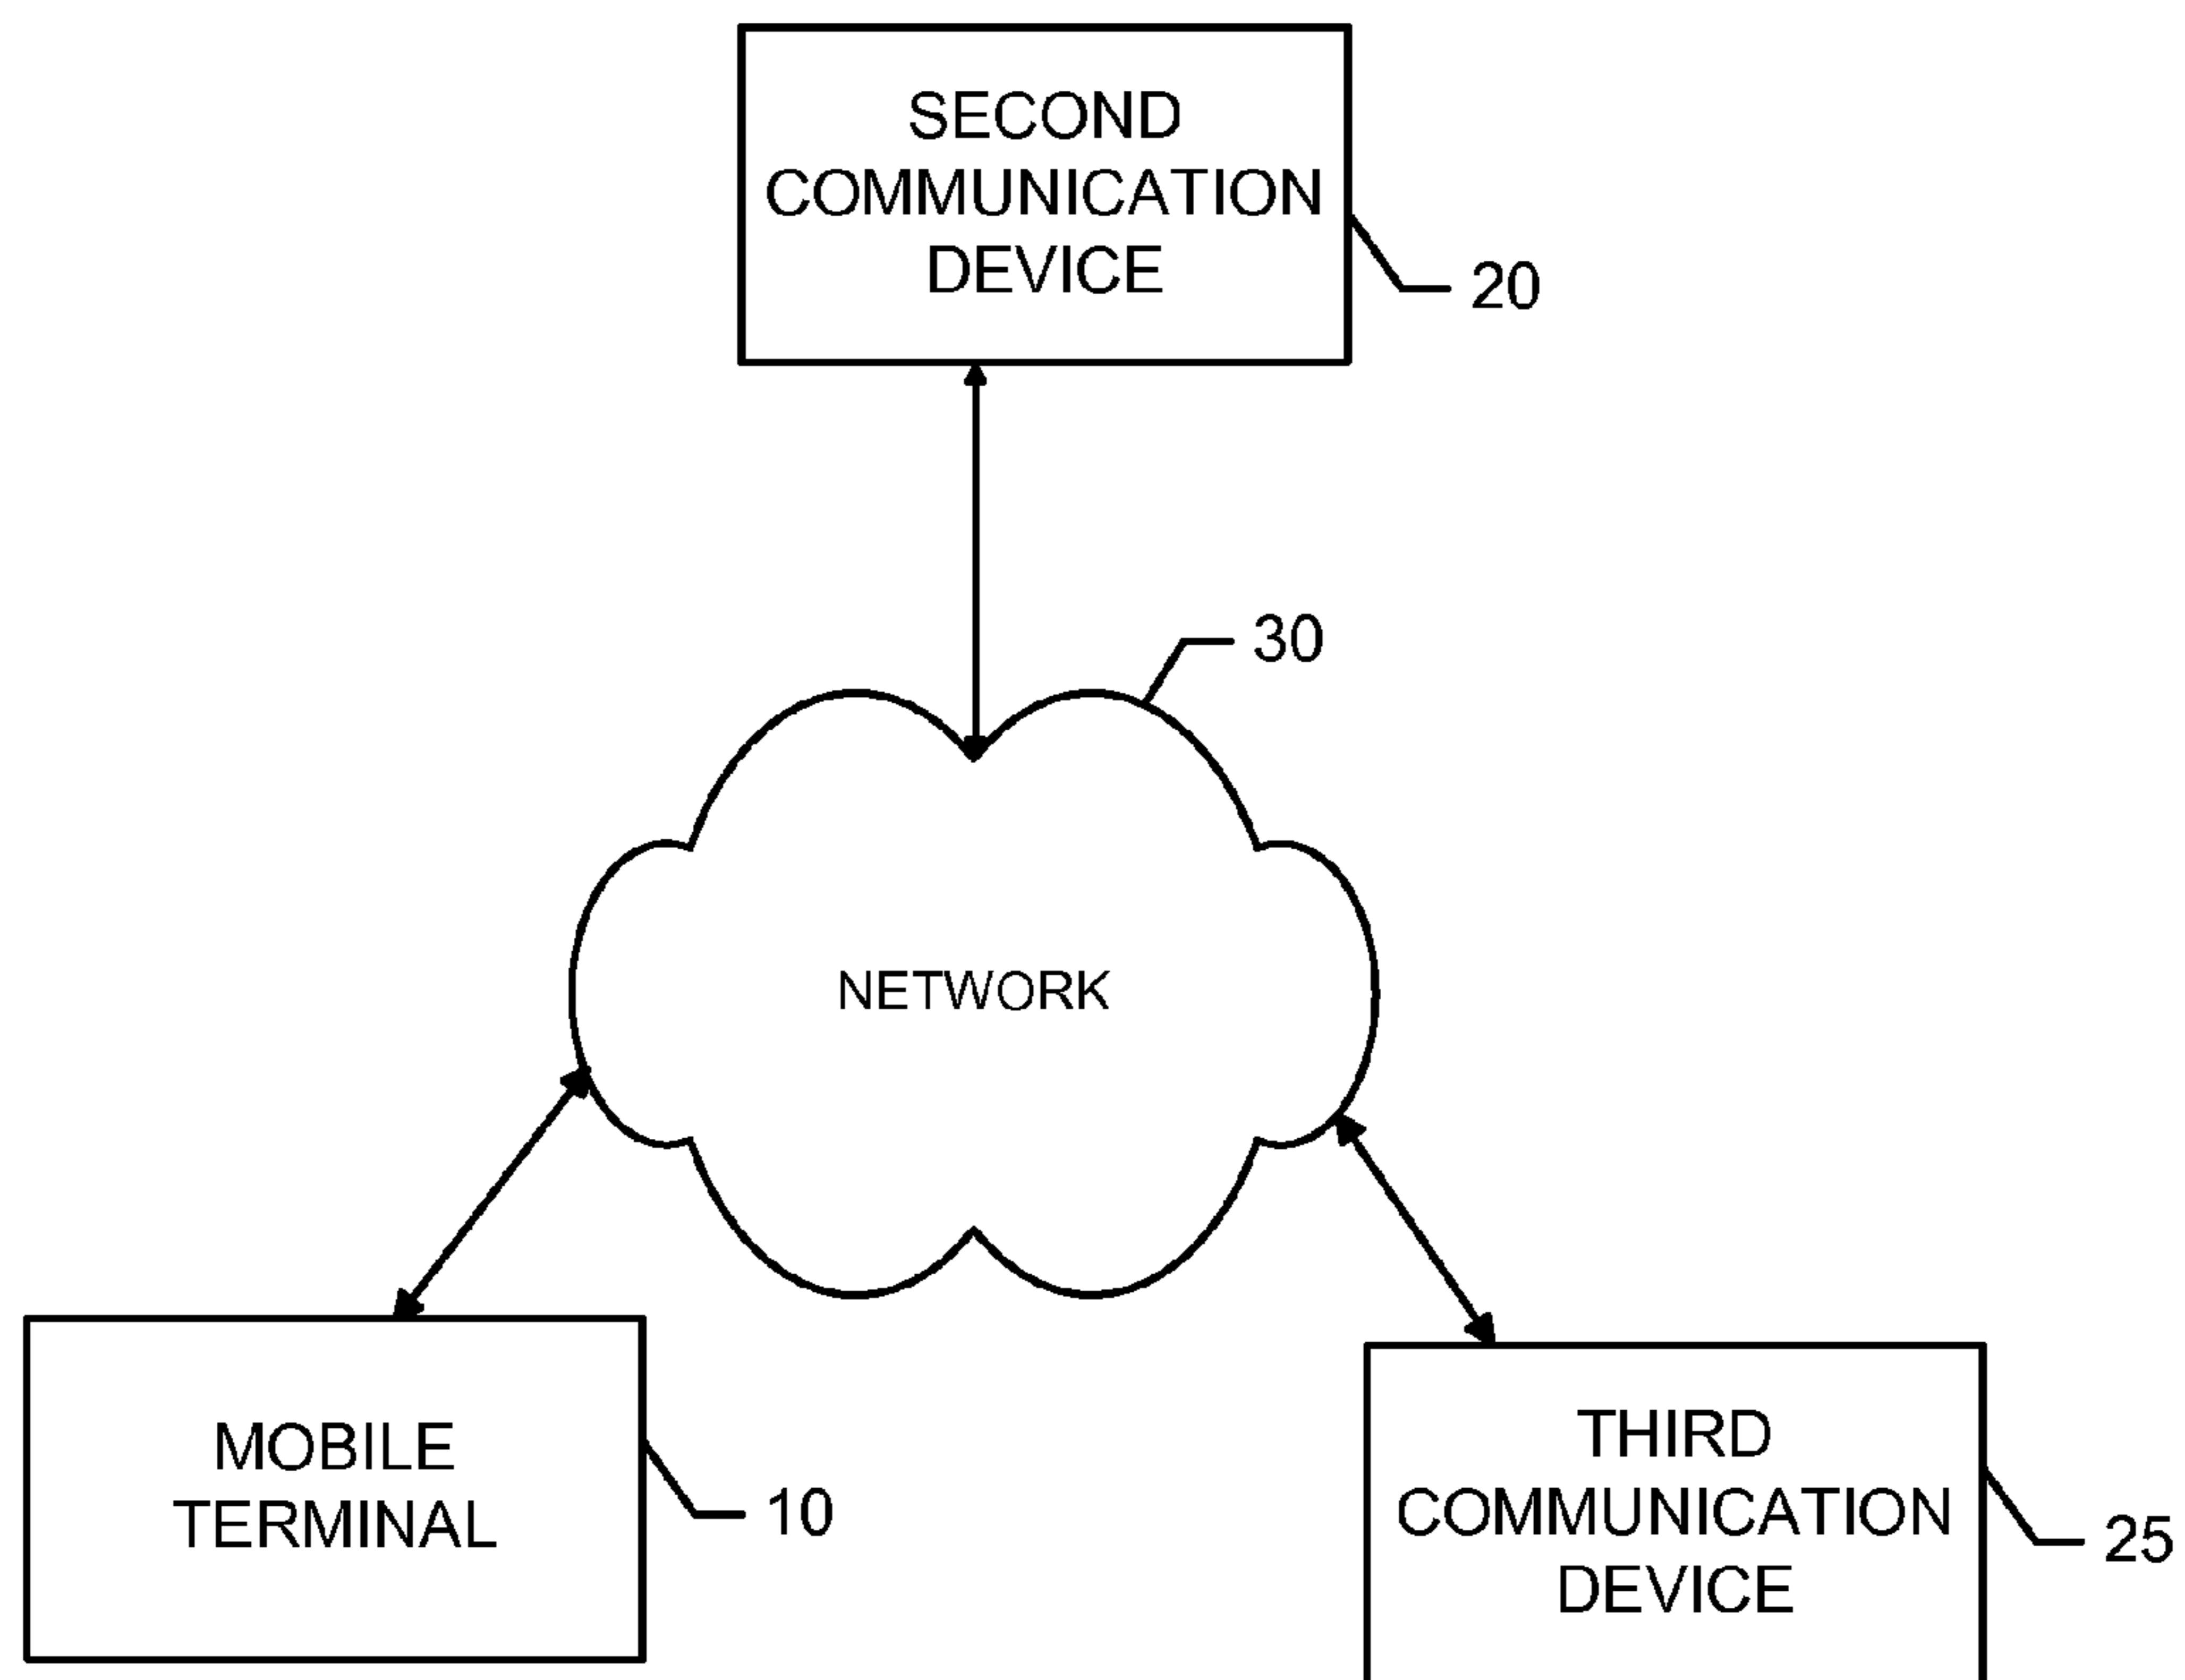 SECOND
COMMUNICATION
DEVICE
20
30
NETWORK
MOBILE
TERMINAL
10
THIRD
COMMUNICATION
DEVICE
25